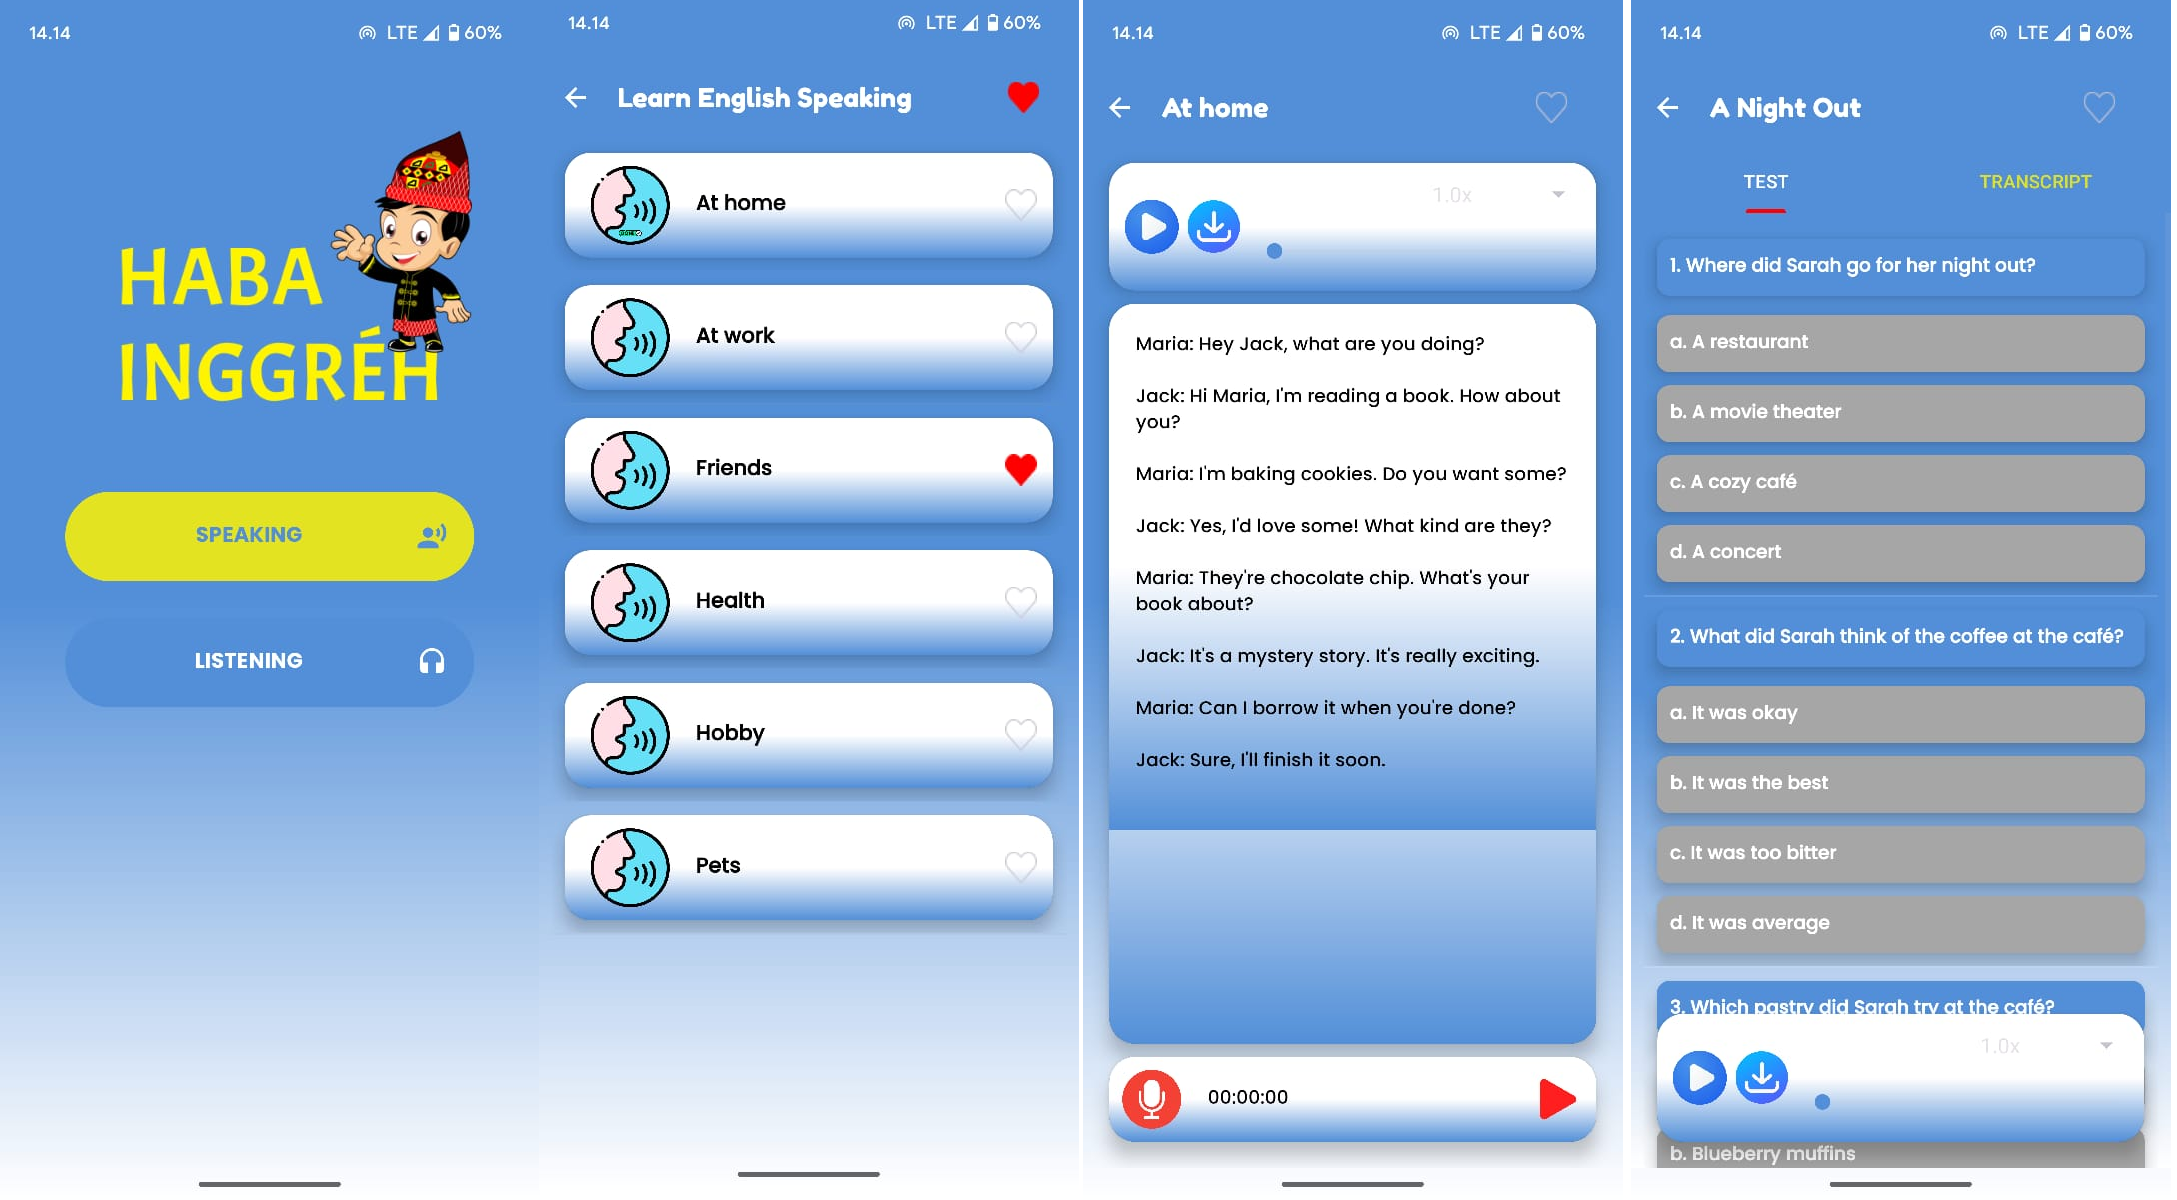 14.14
LTE 60%
HABA
INGGRÉH
SPEAKING
LISTENING
14.14
LTE 60%
Learn English Speaking
At home
At work
Friends
Health
Hobby
Pets
14.14
LTE 60%
At home
1.0x
Maria: Hey Jack, what are you doing?
Jack: Hi Maria, I'm reading a book. How about
you?
Maria: I'm baking cookies. Do you want some?
Jack: Yes, I'd love some! What kind are they?
Maria: They're chocolate chip. What's your
book about?
Jack: It's a mystery story. It's really exciting.
Maria: Can I borrow it when you're done?
Jack: Sure, I'll finish it soon.
00:00:00
14.14
LTE 60%
A Night Out
TEST
TRANSCRIPT
1. Where did Sarah go for her night out?
a. A restaurant
b. A movie theater
c. A cozy café
d. A concert
2. What did Sarah think of the coffee at the café?
a. It was okay
b. It was the best
c. It was too bitter
d. It was average
3. Which pastry did Sarah try at the café?
1.0x
b. Blueberry muffins